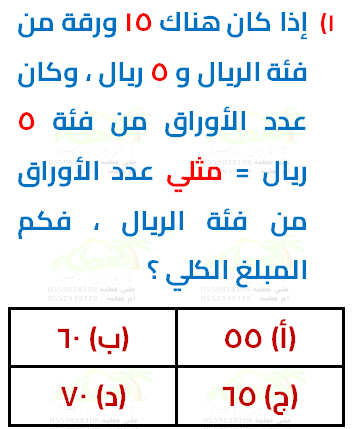 ١) إذا كان هناك ١٥ ورقة من
فئة الريال و ٥ ريال ، وكان
عدد الأوراق من فئة ٥
ريال = مثلي عدد الأوراق
من فئة الريال ، فكم
المبلغ الكلي ؟
(أ) ٥٥
(ب) ٦٠
(ج) ٦٥
(د) ٧٠